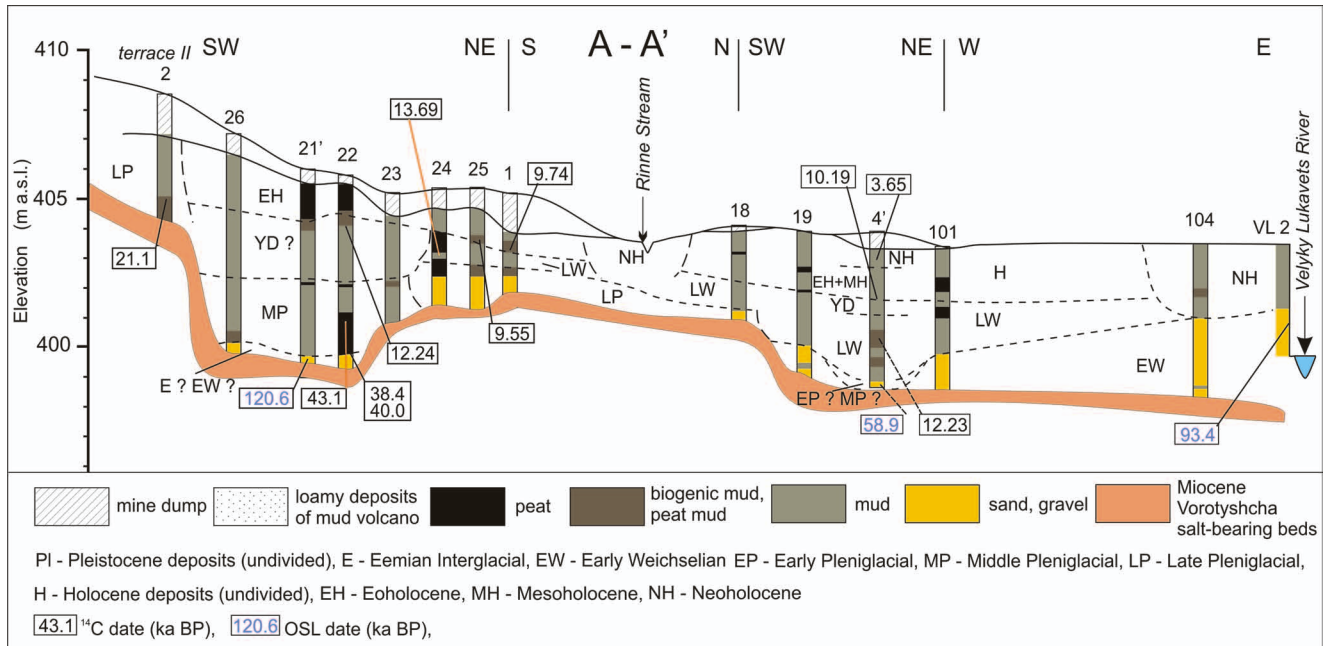 A - A'
SW
NE
S
N
SW
NE
W
E
410
405
400
Elevation (m a.s.l.)
terrace II
2
26
21'
22
23
24
25
1
18
19
4'
101
104
VL 2
Rinne Stream
Velyky Lukavets River
13.69
9.74
10.19
3.65
21.1
12.24
9.55
120.6
43.1
38.4
40.0
58.9
12.23
93.4
LP
EH
YD ?
MP
E ? EW ?
NH
LW
LP
LW
NH
EH+MH
YD
LW
EP ? MP ?
H
LW
EW
NH
mine dump
loamy deposits
of mud volcano
peat
biogenic mud,
peat mud
mud
sand, gravel
Miocene
Vorotyshcha
salt-bearing beds
Pl - Pleistocene deposits (undivided), E - Eemian Interglacial, EW - Early Weichselian EP - Early Pleniglacial, MP - Middle Pleniglacial, LP - Late Pleniglacial,
H - Holocene deposits (undivided), EH - Eoholocene, MH - Mesoholocene, NH - Neoholocene
43.1 ¹⁴C date (ka BP), 120.6 OSL date (ka BP),